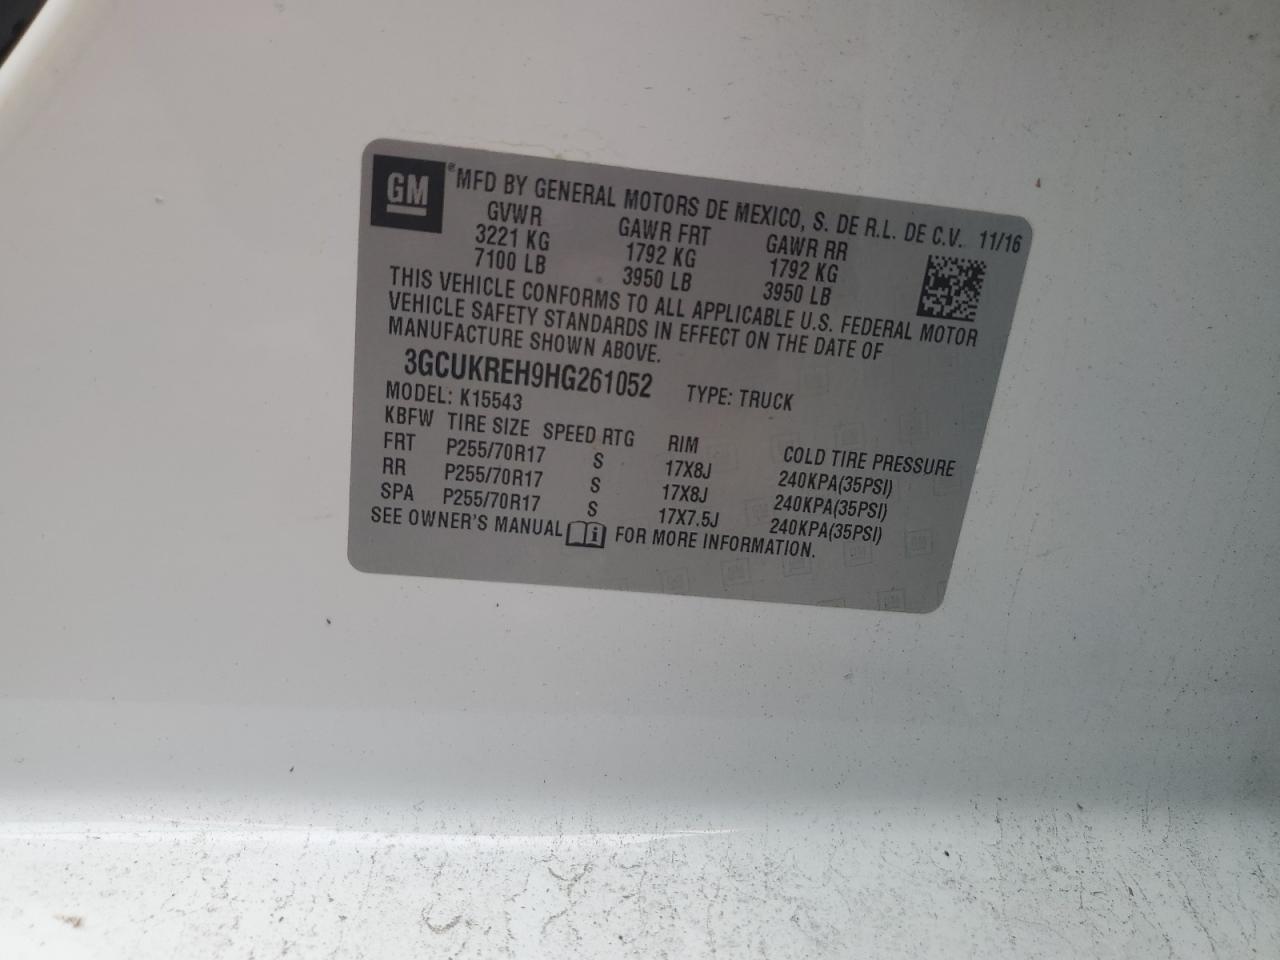 GM ® MFD BY GENERAL MOTORS DE MEXICO, S. DE R.L. DE C.V. 11/16
GVWR GAWR FRT GAWR RR
3221 KG 1792 KG 1792 KG
7100 LB 3950 LB 3950 LB
THIS VEHICLE CONFORMS TO ALL APPLICABLE U.S. FEDERAL MOTOR
VEHICLE SAFETY STANDARDS IN EFFECT ON THE DATE OF
MANUFACTURE SHOWN ABOVE.
3GCUKREH9HG261052 TYPE: TRUCK
MODEL: K15543
KBFW TIRE SIZE SPEED RTG RIM COLD TIRE PRESSURE
FRT P255/70R17 S 17X8J 240KPA(35PSI)
RR P255/70R17 S 17X8J 240KPA(35PSI)
SPA P255/70R17 S 17X7.5J 240KPA(35PSI)
SEE OWNER'S MANUAL i FOR MORE INFORMATION.